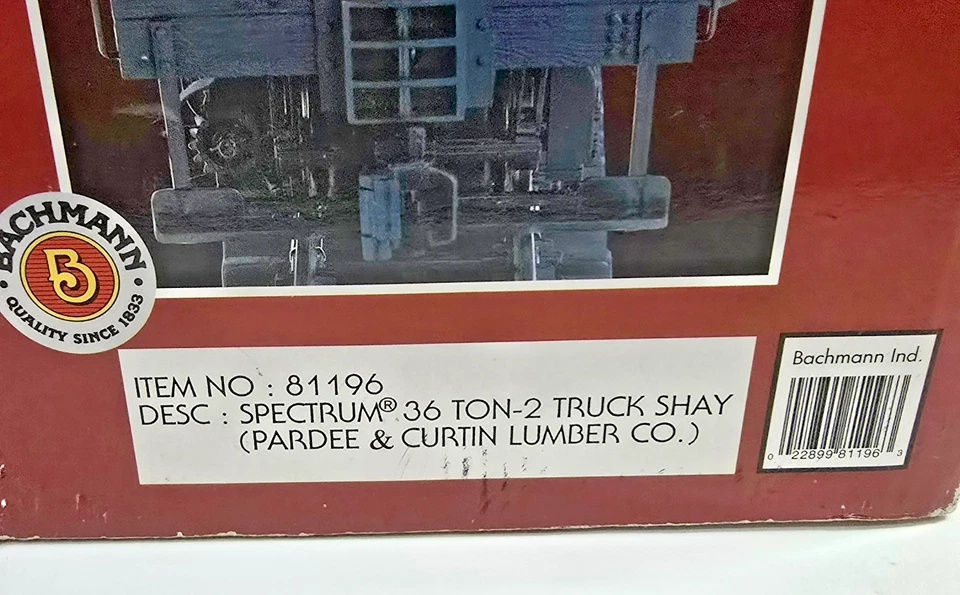 BACHMANN
B
QUALITY SINCE 1833
ITEM NO : 81196
DESC : SPECTRUM® 36 TON-2 TRUCK SHAY
(PARDEE & CURTIN LUMBER CO.)
Bachmann Ind.
0 22899 81196 3